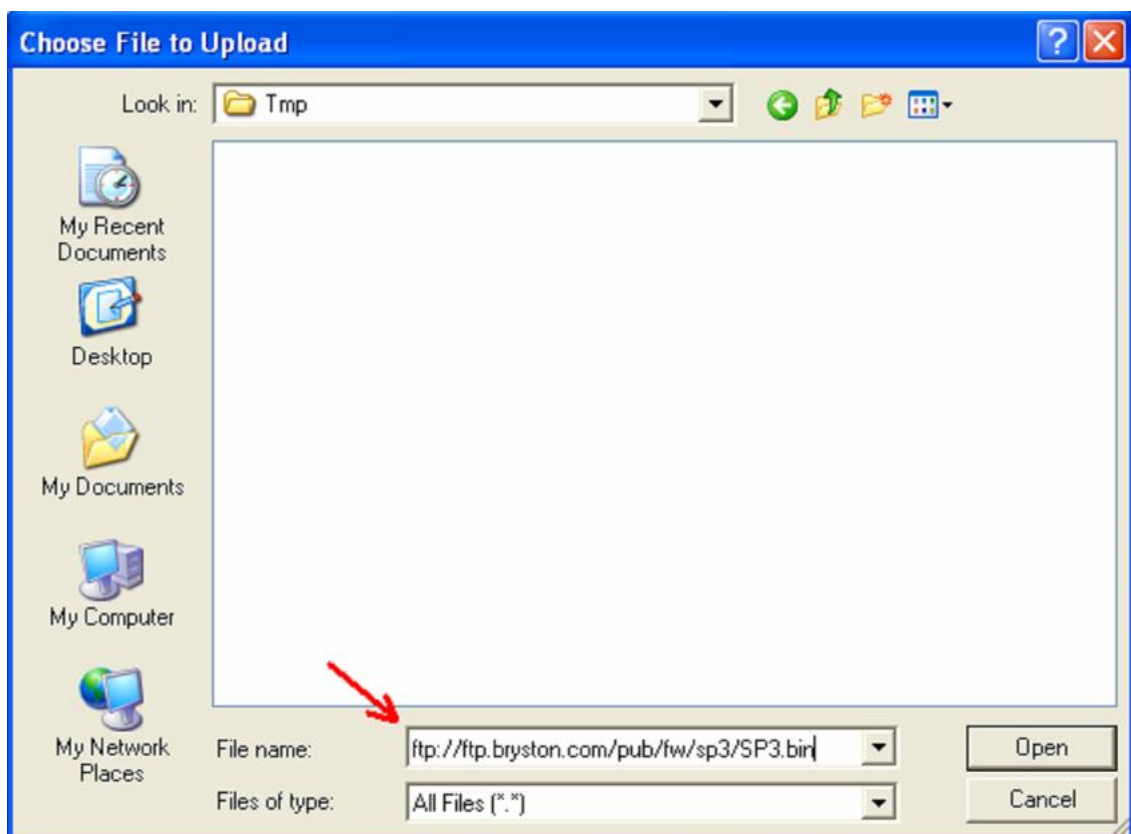 Choose File to Upload
Look in: Tmp
My Recent
Documents
Desktop
My Documents
My Computer
My Network
Places
File name: ftp://ftp.bryston.com/pub/fw/sp3/SP3.bin Open
Files of type: All Files (*.*) Cancel